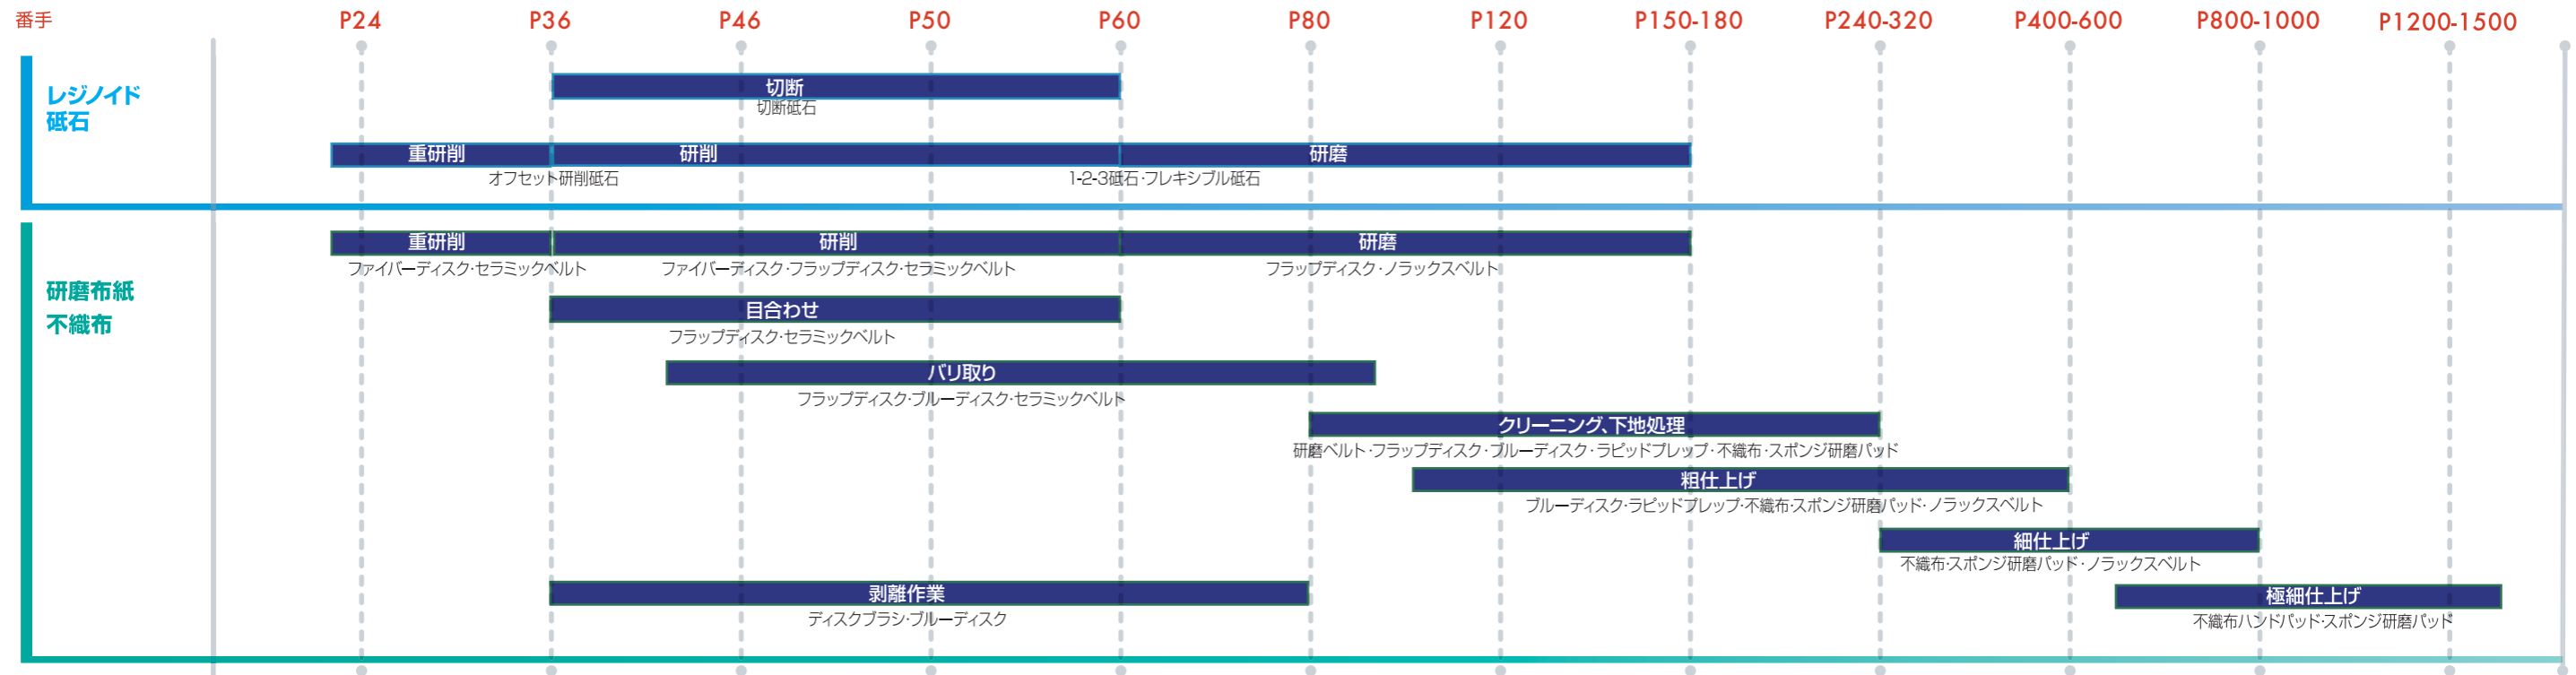 番手 P24 P36 P46 P50 P60 P80 P120 P150-180 P240-320 P400-600 P800-1000 P1200-1500
レジノイド
砥石
切断
切断砥石
重研削 研削 研磨
オフセット研削砥石 1-2-3砥石・フレキシブル砥石
研磨布紙
不織布
重研削 研削 研磨
ファイバーディスク・セラミックベルト ファイバーディスク・フラップディスク・セラミックベルト フラップディスク・ノラックスベルト
目合わせ
フラップディスク・セラミックベルト
バリ取り
フラップディスク・ブルーディスク・セラミックベルト
クリーニング、下地処理
研磨ベルト・フラップディスク・ブルーディスク・ラピッドプレップ・不織布・スポンジ研磨パッド
粗仕上げ
ブルーディスク・ラピッドプレップ・不織布・スポンジ研磨パッド・ノラックスベルト
細仕上げ
不織布・スポンジ研磨パッド・ノラックスベルト
剥離作業
ディスクブラシ・ブルーディスク
極細仕上げ
不織布ハンドパッド・スポンジ研磨パッド